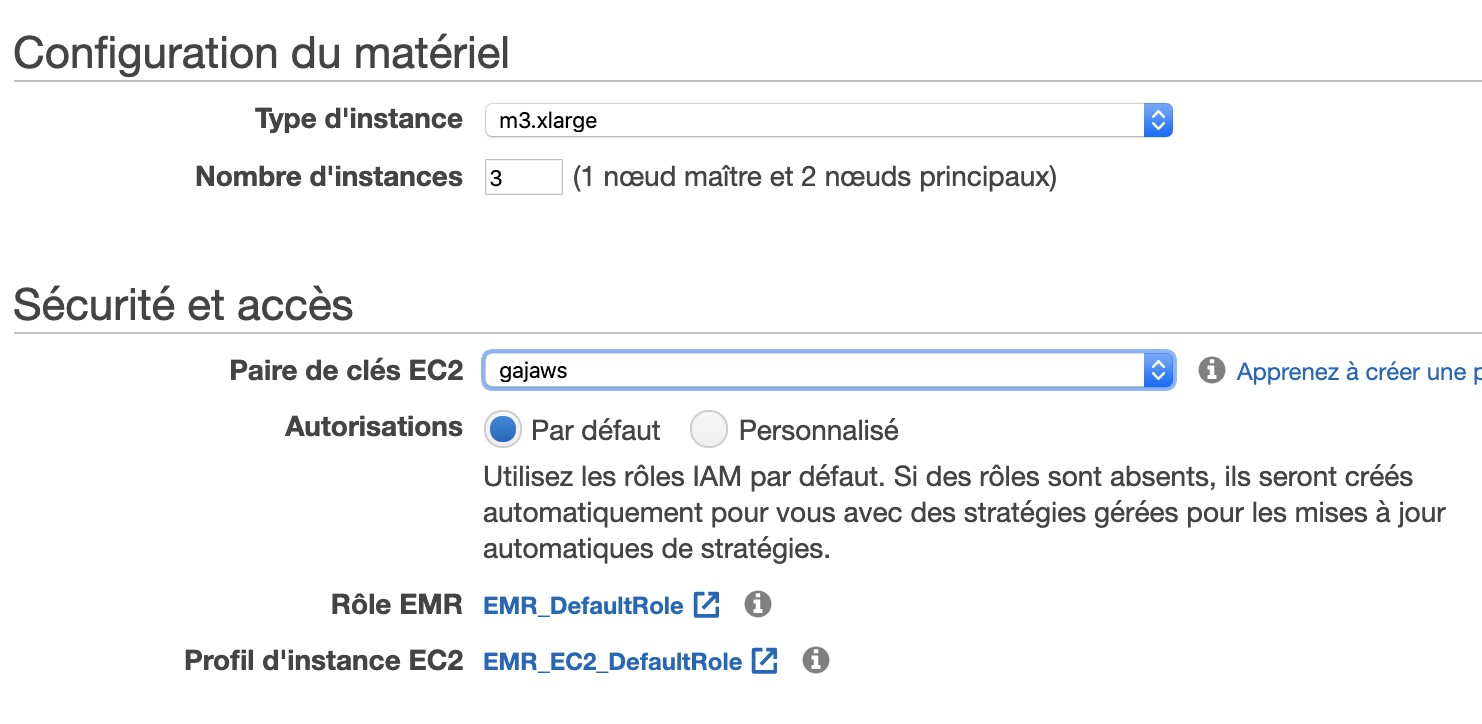 Configuration du matériel
Type d'instance m3.xlarge
Nombre d'instances 3 (1 nœud maître et 2 nœuds principaux)
Sécurité et accès
Paire de clés EC2 gajaws Apprenez à créer une
Autorisations Par défaut Personnalisé
Utilisez les rôles IAM par défaut. Si des rôles sont absents, ils seront créés
automatiquement pour vous avec des stratégies gérées pour les mises à jour
automatiques de stratégies.
Rôle EMR EMR_DefaultRole
Profil d'instance EC2 EMR_EC2_DefaultRole